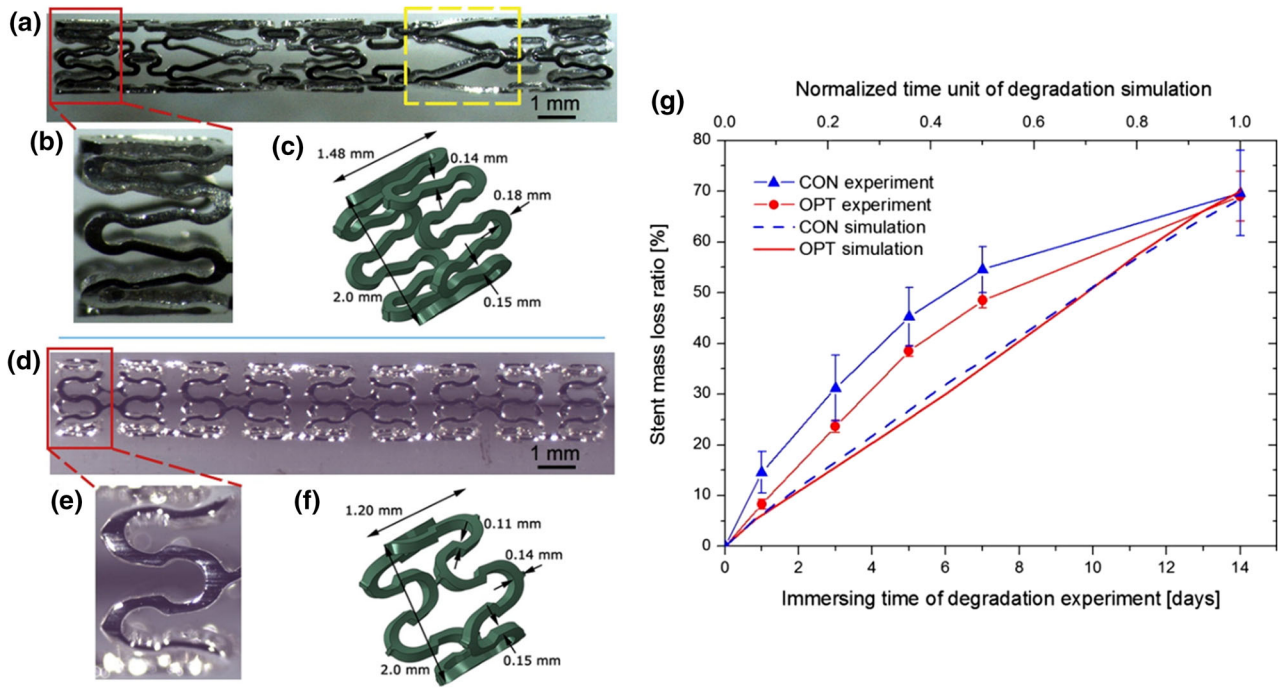 (a)
1 mm
(b)
(c)
1.48 mm
0.14 mm
0.18 mm
2.0 mm
0.15 mm
(d)
1 mm
(e)
(f)
1.20 mm
0.11 mm
0.14 mm
2.0 mm
0.15 mm
(g)
Normalized time unit of degradation simulation
0.0 0.2 0.4 0.6 0.8 1.0
80
70
60
50
40
30
20
10
0
Stent mass loss ratio [%]
CON experiment
OPT experiment
CON simulation
OPT simulation
0 2 4 6 8 10 12 14
Immersing time of degradation experiment [days]